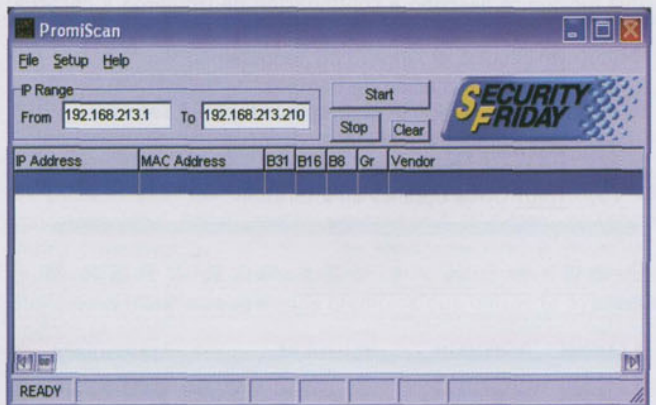 PromiScan
File Setup Help
IP Range
From 192.168.213.1 To 192.168.213.210
Start
Stop Clear
SECURITY
FRIDAY
IP Address MAC Address B31 B16 B8 Gr Vendor
READY